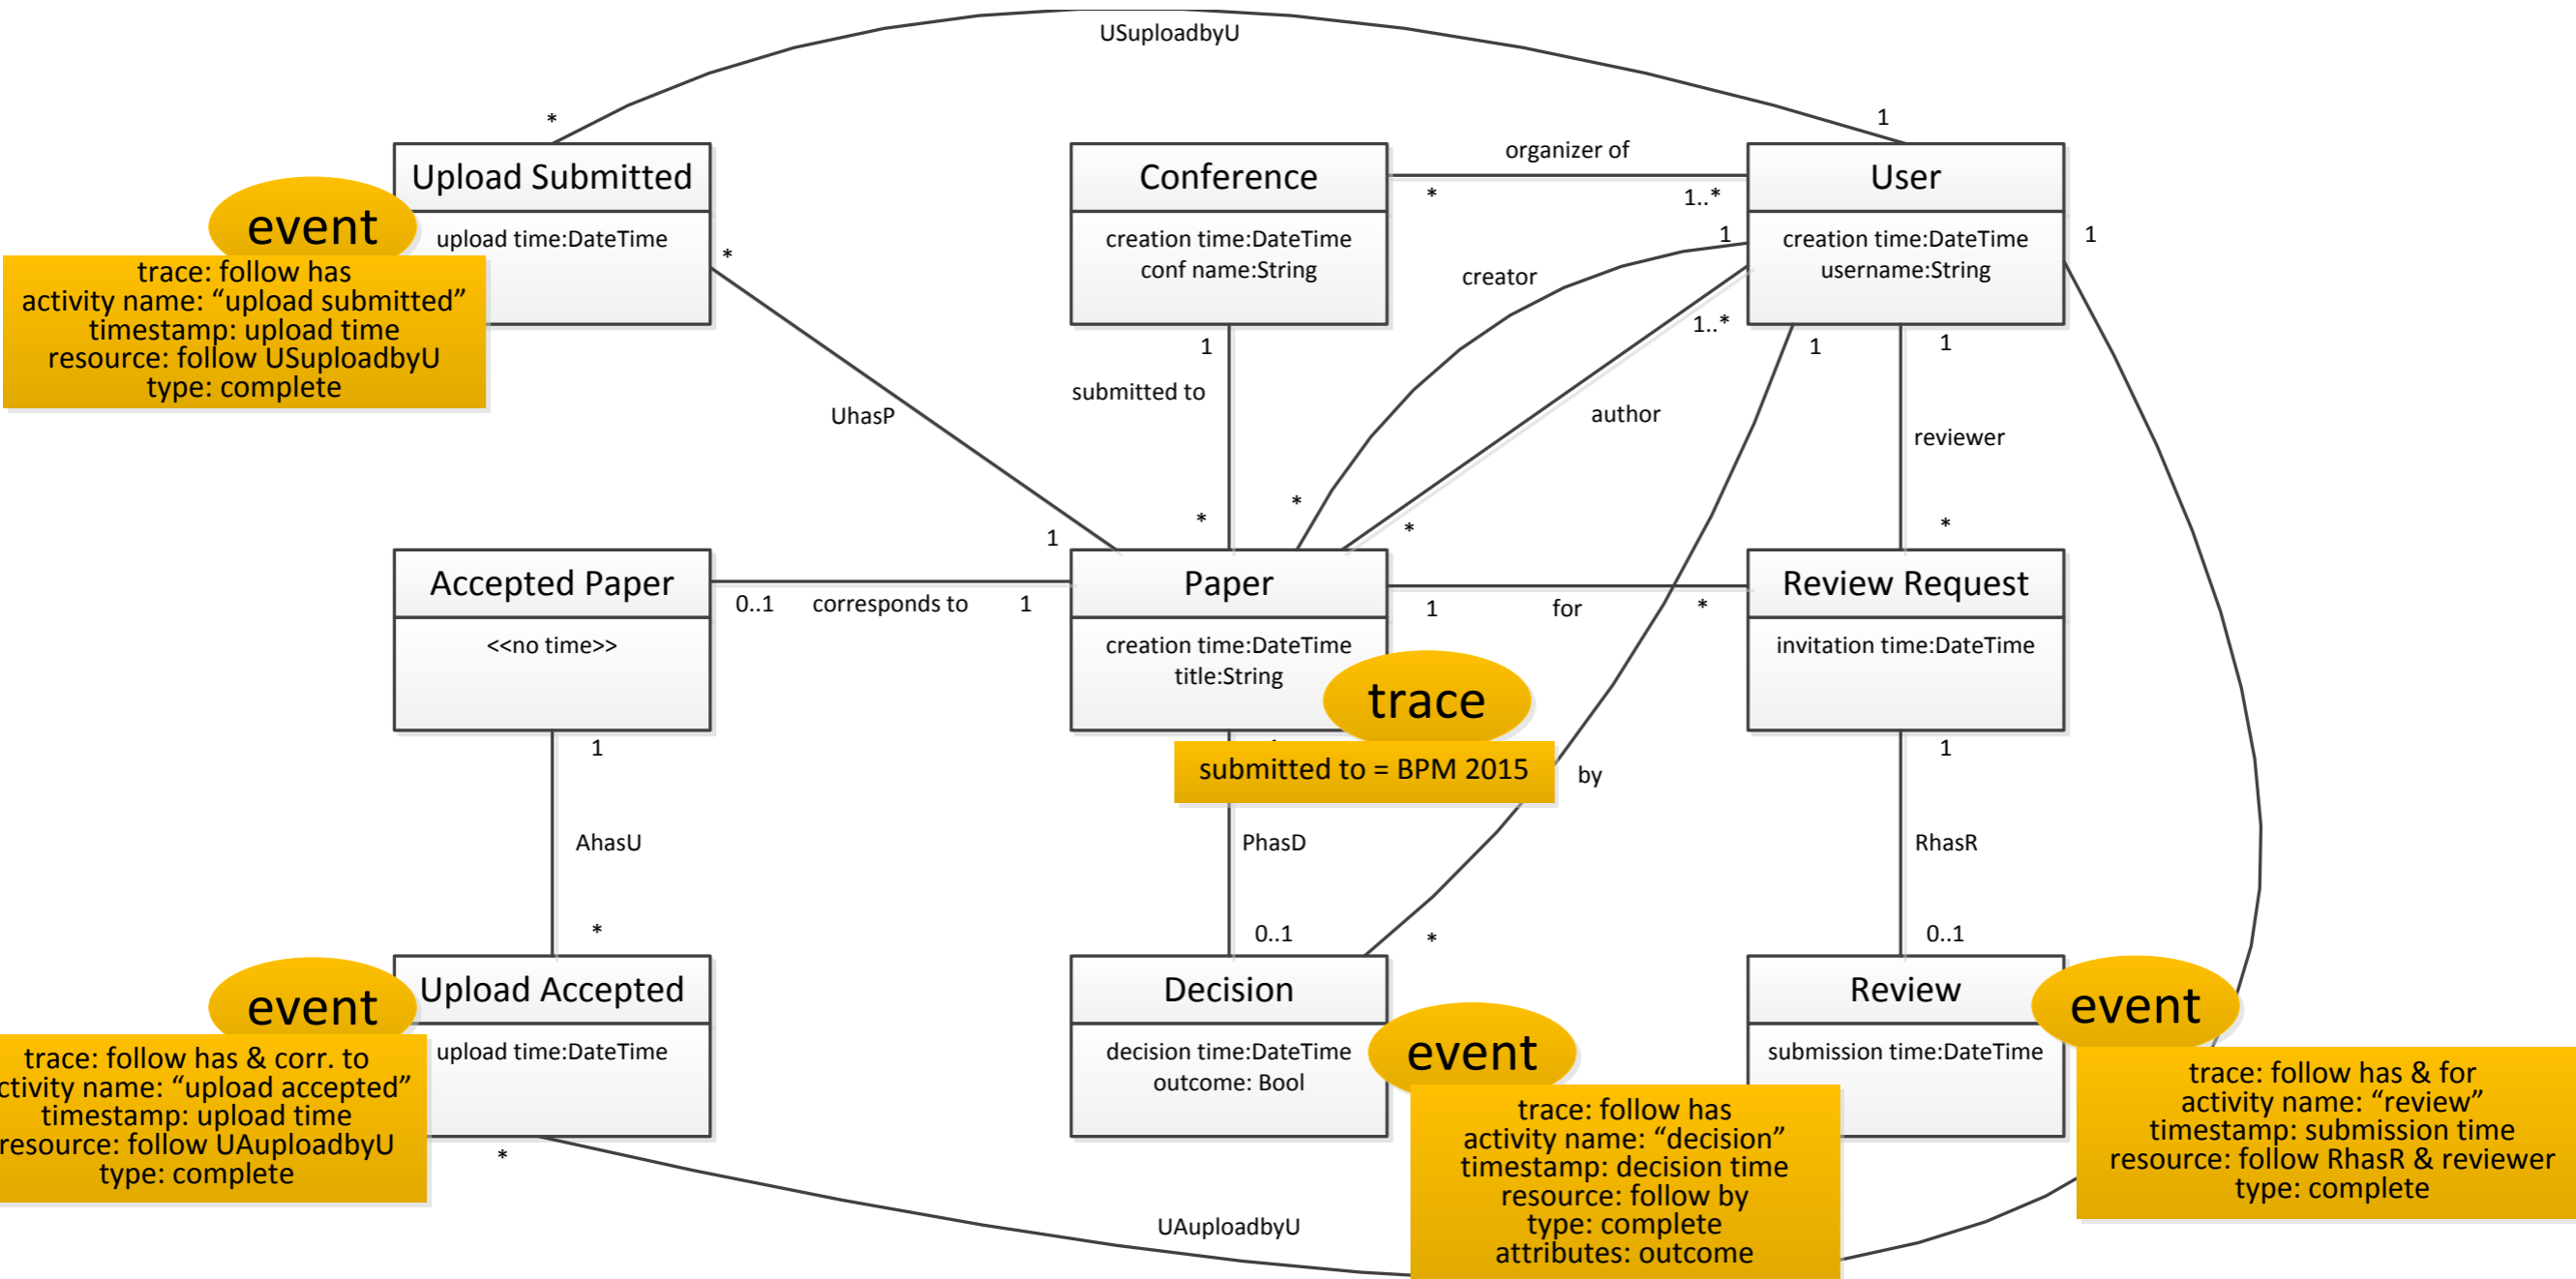 USuploadbyU
*
1
Upload Submitted
upload time:DateTime
*
event
trace: follow has
activity name: “upload submitted”
timestamp: upload time
resource: follow USuploadbyU
type: complete
Conference
creation time:DateTime
conf name:String
organizer of
*
1..*
User
creation time:DateTime
username:String
1
1
creator
1..*
1
1
1
submitted to
UhasP
author
reviewer
*
*
*
*
1
Accepted Paper
<<no time>>
0..1
corresponds to
1
Paper
creation time:DateTime
title:String
1
for
*
Review Request
invitation time:DateTime
trace
submitted to = BPM 2015
1
1
by
AhasU
PhasD
RhasR
*
0..1
*
0..1
event
Upload Accepted
upload time:DateTime
trace: follow has & corr. to
ctivity name: “upload accepted”
timestamp: upload time
resource: follow UAuploadbyU
type: complete
*
Decision
decision time:DateTime
outcome: Bool
event
trace: follow has
activity name: “decision”
timestamp: decision time
resource: follow by
type: complete
attributes: outcome
Review
submission time:DateTime
event
trace: follow has & for
activity name: “review”
timestamp: submission time
resource: follow RhasR & reviewer
type: complete
UAuploadbyU